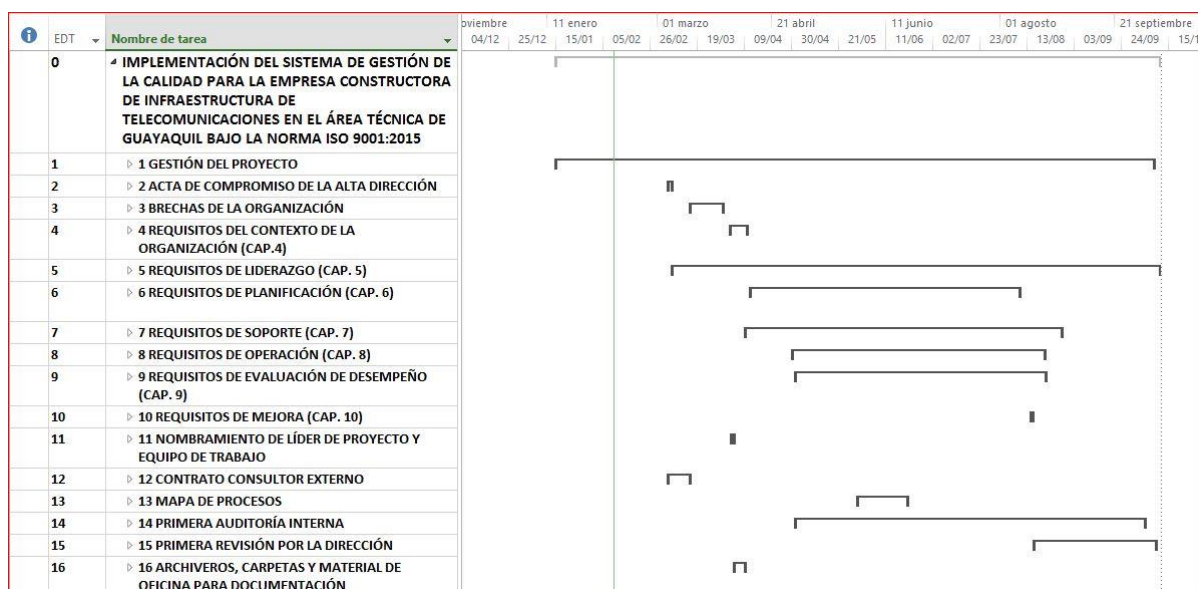 oviembre 11 enero 01 marzo 21 abril 11 junio 01 agosto 21 septiembre
EDT Nombre de tarea 04/12 25/12 15/01 05/02 26/02 19/03 09/04 30/04 21/05 11/06 02/07 23/07 13/08 03/09 24/09 15/1
0 IMPLEMENTACIÓN DEL SISTEMA DE GESTIÓN DE
LA CALIDAD PARA LA EMPRESA CONSTRUCTORA
DE INFRAESTRUCTURA DE
TELECOMUNICACIONES EN EL ÁREA TÉCNICA DE
GUAYAQUIL BAJO LA NORMA ISO 9001:2015
1 1 GESTIÓN DEL PROYECTO
2 2 ACTA DE COMPROMISO DE LA ALTA DIRECCIÓN
3 3 BRECHAS DE LA ORGANIZACIÓN
4 4 REQUISITOS DEL CONTEXTO DE LA
ORGANIZACIÓN (CAP.4)
5 5 REQUISITOS DE LIDERAZGO (CAP. 5)
6 6 REQUISITOS DE PLANIFICACIÓN (CAP. 6)
7 7 REQUISITOS DE SOPORTE (CAP. 7)
8 8 REQUISITOS DE OPERACIÓN (CAP. 8)
9 9 REQUISITOS DE EVALUACIÓN DE DESEMPEÑO
(CAP. 9)
10 10 REQUISITOS DE MEJORA (CAP. 10)
11 11 NOMBRAMIENTO DE LÍDER DE PROYECTO Y
EQUIPO DE TRABAJO
12 12 CONTRATO CONSULTOR EXTERNO
13 13 MAPA DE PROCESOS
14 14 PRIMERA AUDITORÍA INTERNA
15 15 PRIMERA REVISIÓN POR LA DIRECCIÓN
16 16 ARCHIVEROS, CARPETAS Y MATERIAL DE
OFICINA PARA DOCUMENTACIÓN